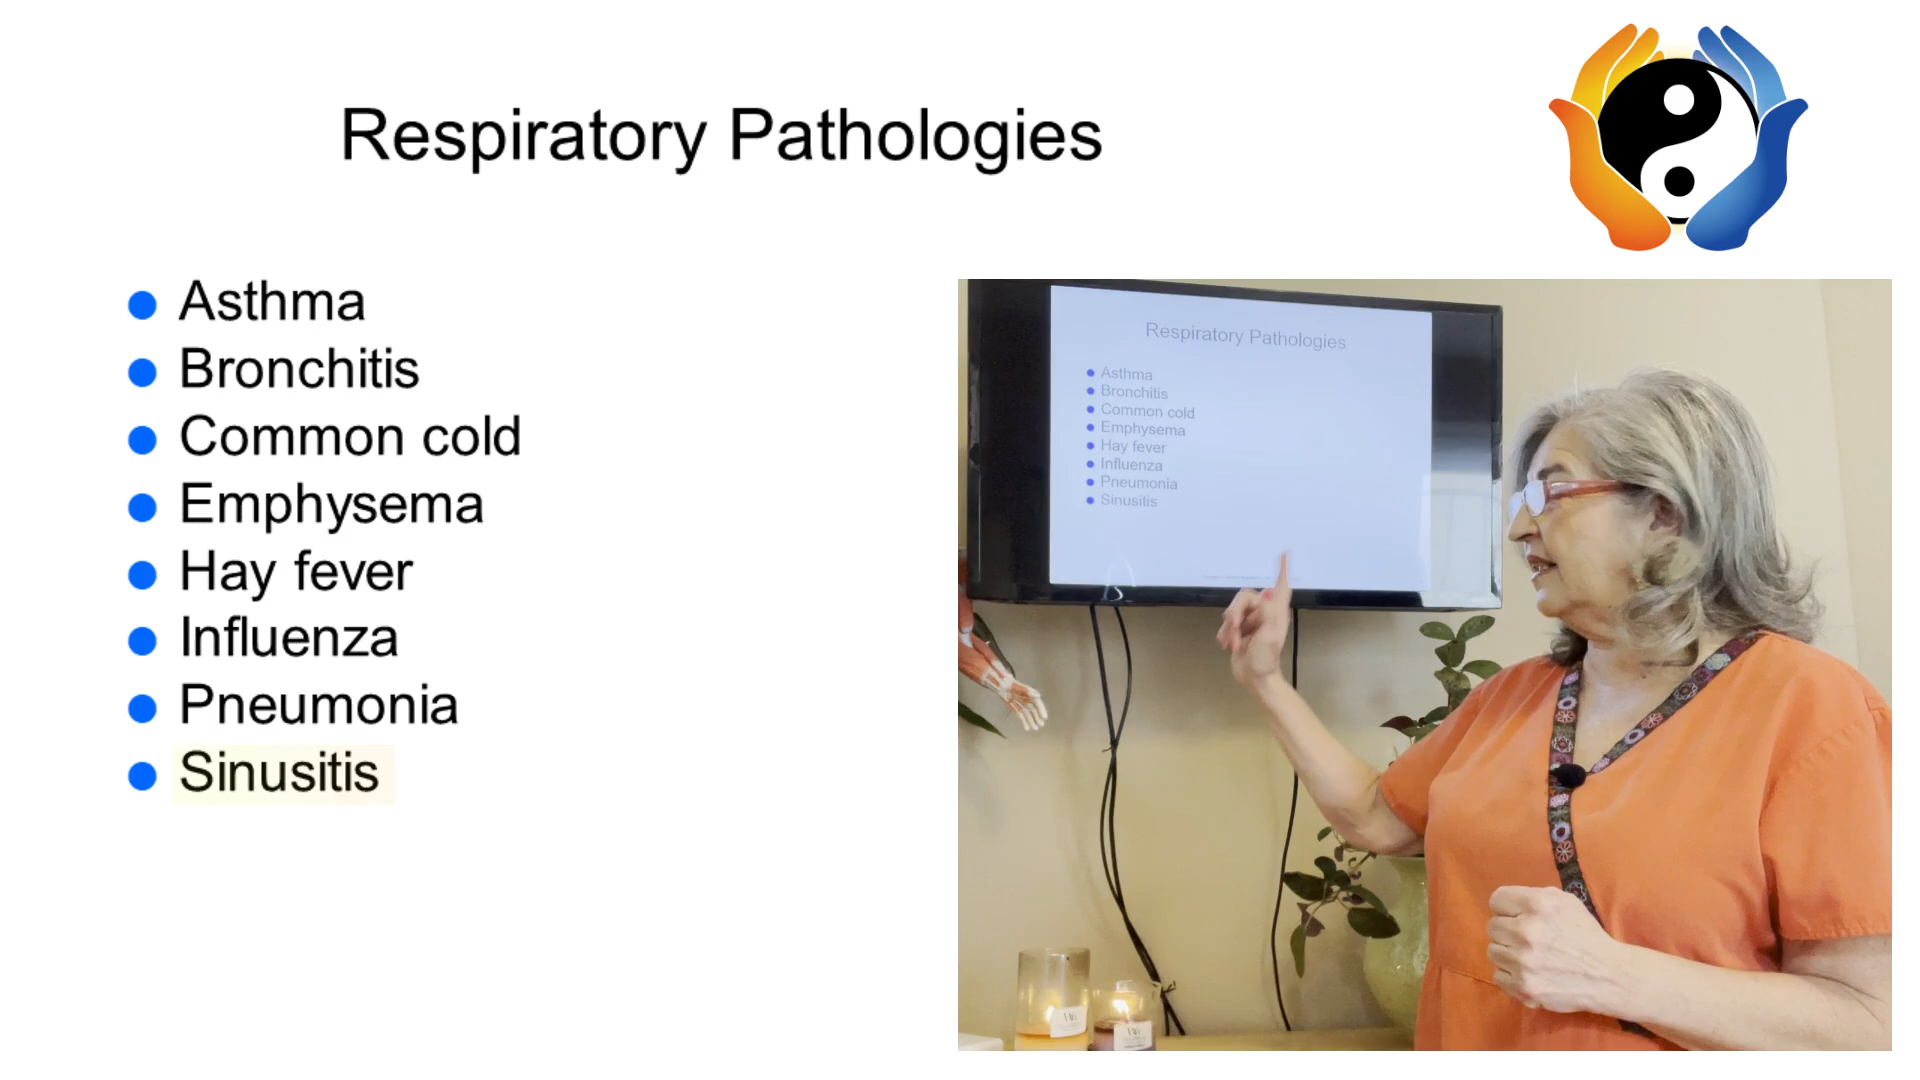 Respiratory Pathologies
Asthma
Bronchitis
Common cold
Emphysema
Hay fever
Influenza
Pneumonia
Sinusitis
Respiratory Pathologies
Asthma
Bronchitis
Common cold
Emphysema
Hay fever
Influenza
Pneumonia
Sinusitis